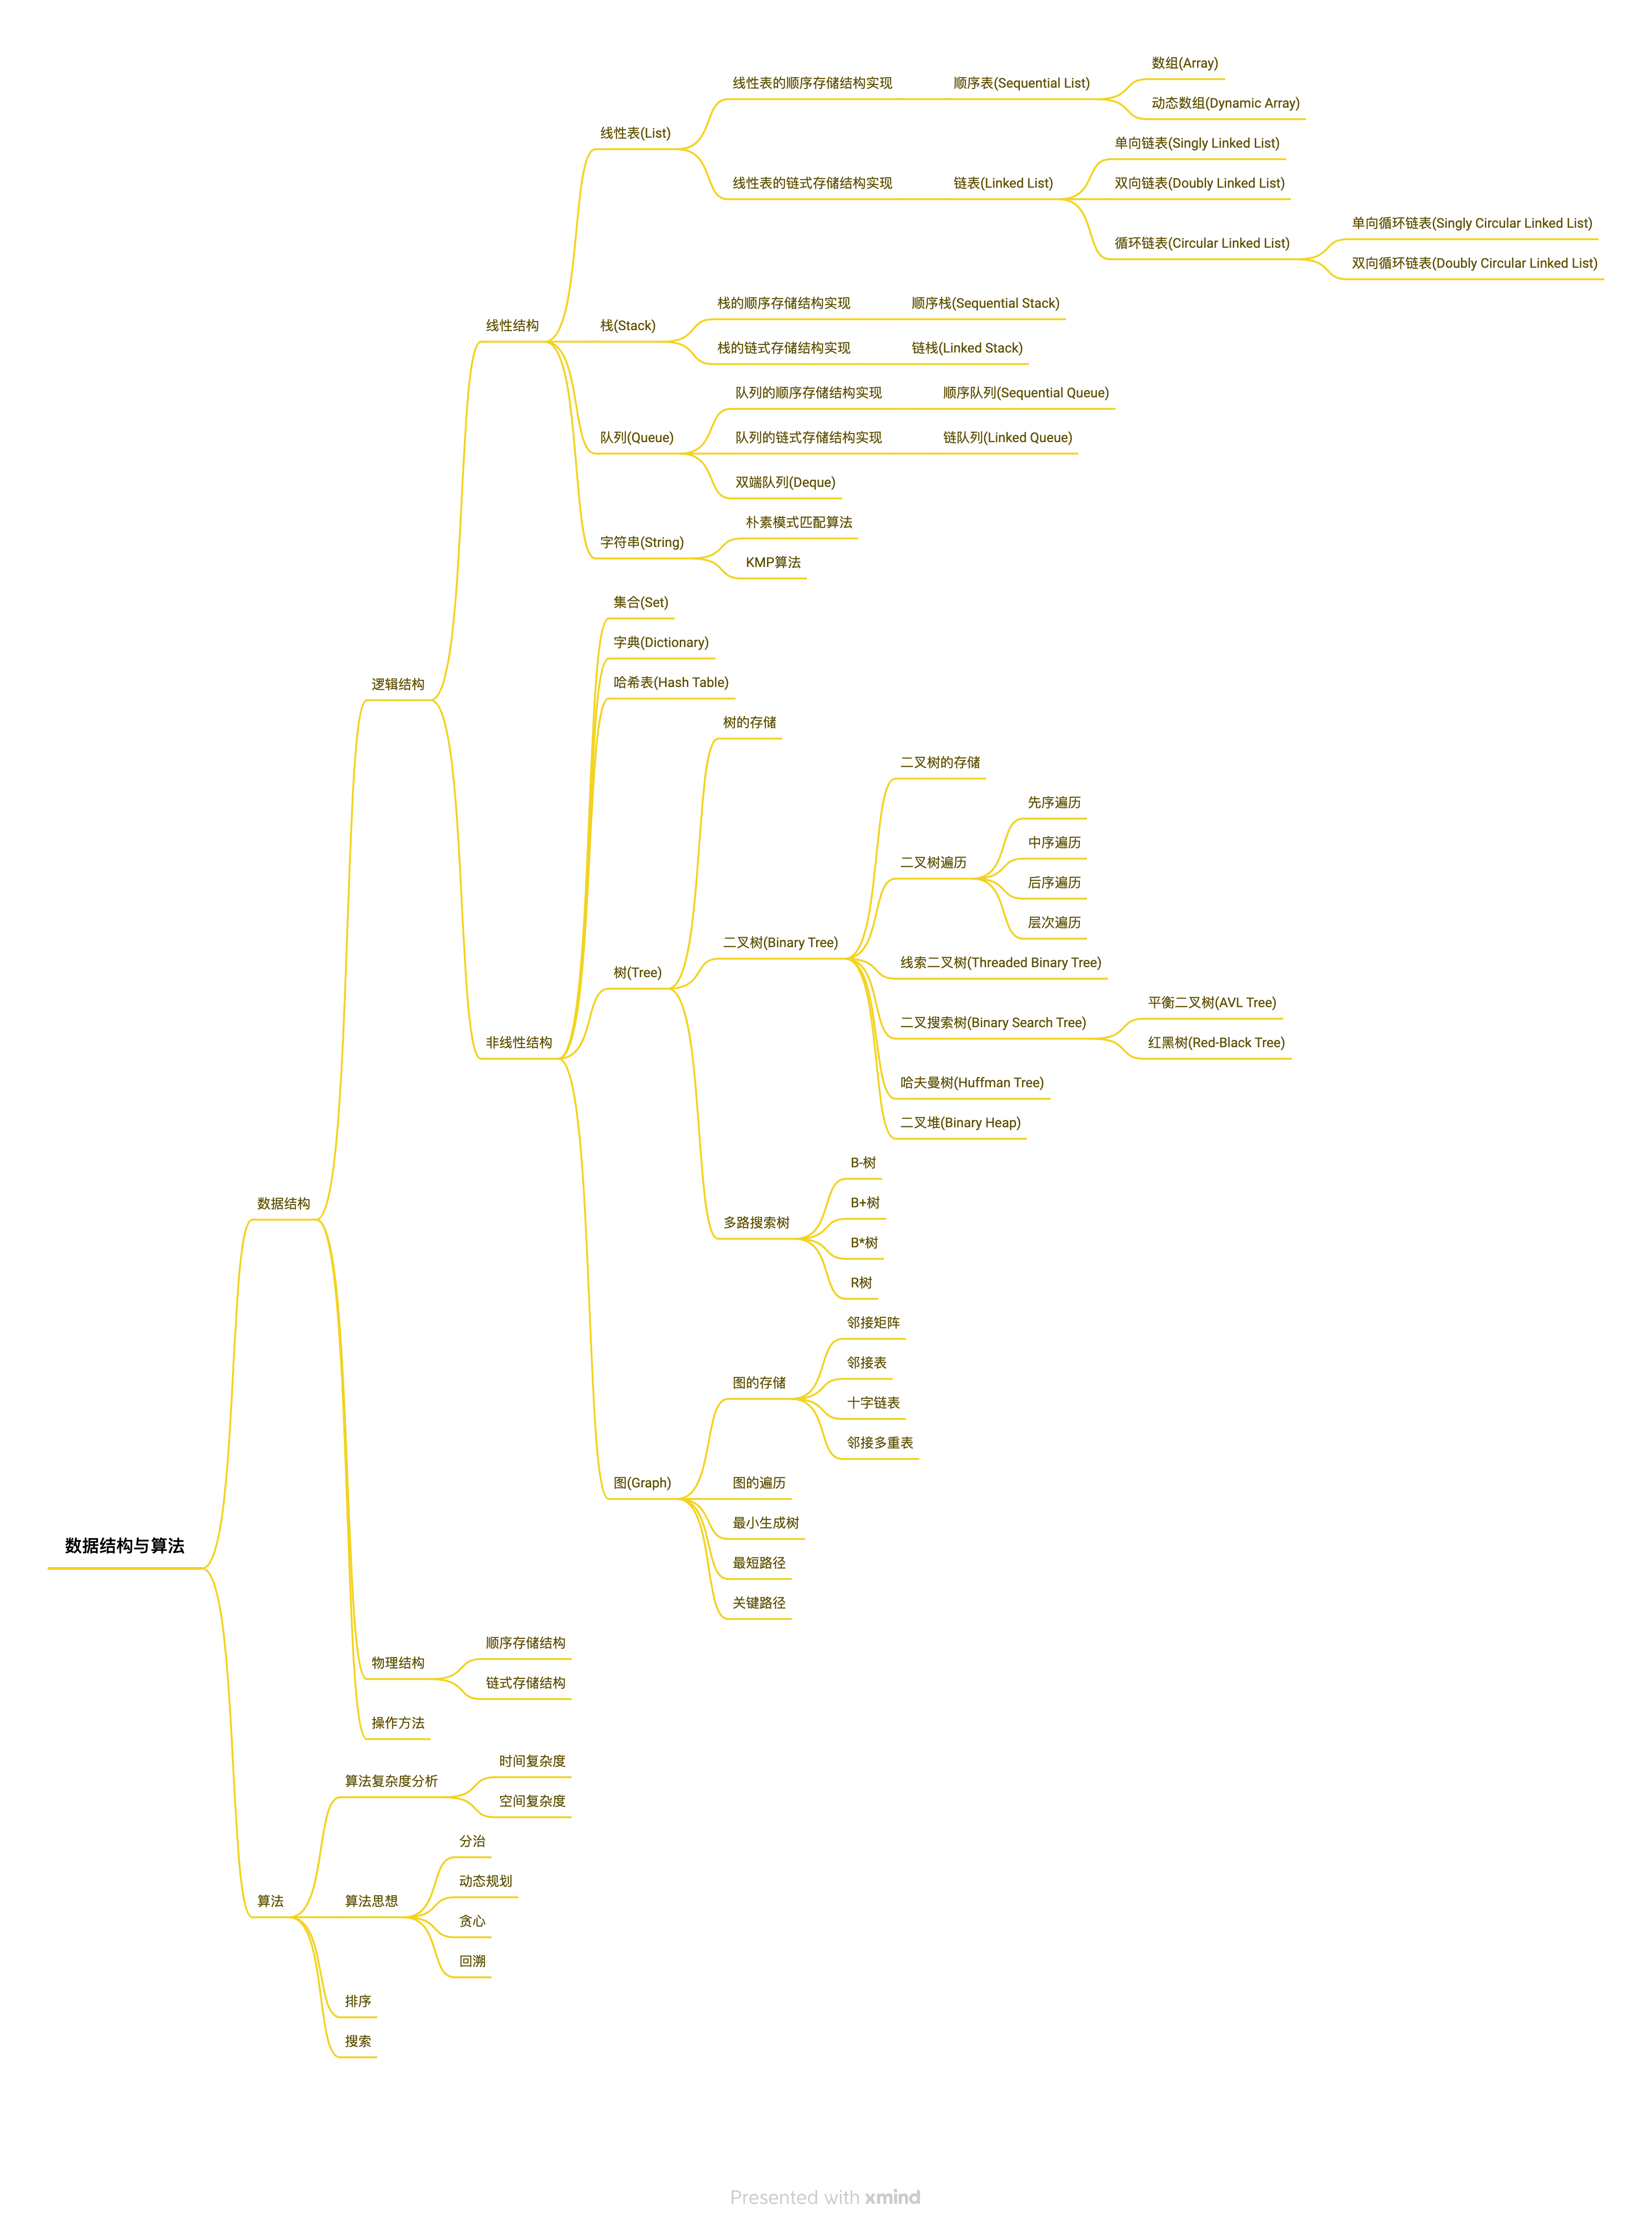 数组(Array)
线性表的顺序存储结构实现
顺序表(Sequential List)
动态数组(Dynamic Array)
线性表(List)
单向链表(Singly Linked List)
线性表的链式存储结构实现
链表(Linked List)
双向链表(Doubly Linked List)
单向循环链表(Singly Circular Linked List)
循环链表(Circular Linked List)
双向循环链表(Doubly Circular Linked List)
栈的顺序存储结构实现
顺序栈(Sequential Stack)
线性结构
栈(Stack)
栈的链式存储结构实现
链栈(Linked Stack)
队列的顺序存储结构实现
顺序队列(Sequential Queue)
队列(Queue)
队列的链式存储结构实现
链队列(Linked Queue)
双端队列(Deque)
朴素模式匹配算法
字符串(String)
KMP算法
集合(Set)
字典(Dictionary)
逻辑结构
哈希表(Hash Table)
树的存储
二叉树的存储
先序遍历
中序遍历
二叉树遍历
后序遍历
层次遍历
二叉树(Binary Tree)
线索二叉树(Threaded Binary Tree)
树(Tree)
平衡二叉树(AVL Tree)
二叉搜索树(Binary Search Tree)
非线性结构
红黑树(Red-Black Tree)
哈夫曼树(Huffman Tree)
二叉堆(Binary Heap)
B-树
数据结构
B+树
多路搜索树
B*树
R树
邻接矩阵
邻接表
图的存储
十字链表
邻接多重表
图(Graph)
图的遍历
最小生成树
数据结构与算法
最短路径
关键路径
顺序存储结构
物理结构
链式存储结构
操作方法
时间复杂度
算法复杂度分析
空间复杂度
分治
动态规划
算法
算法思想
贪心
回溯
排序
搜索
Presented with xmind